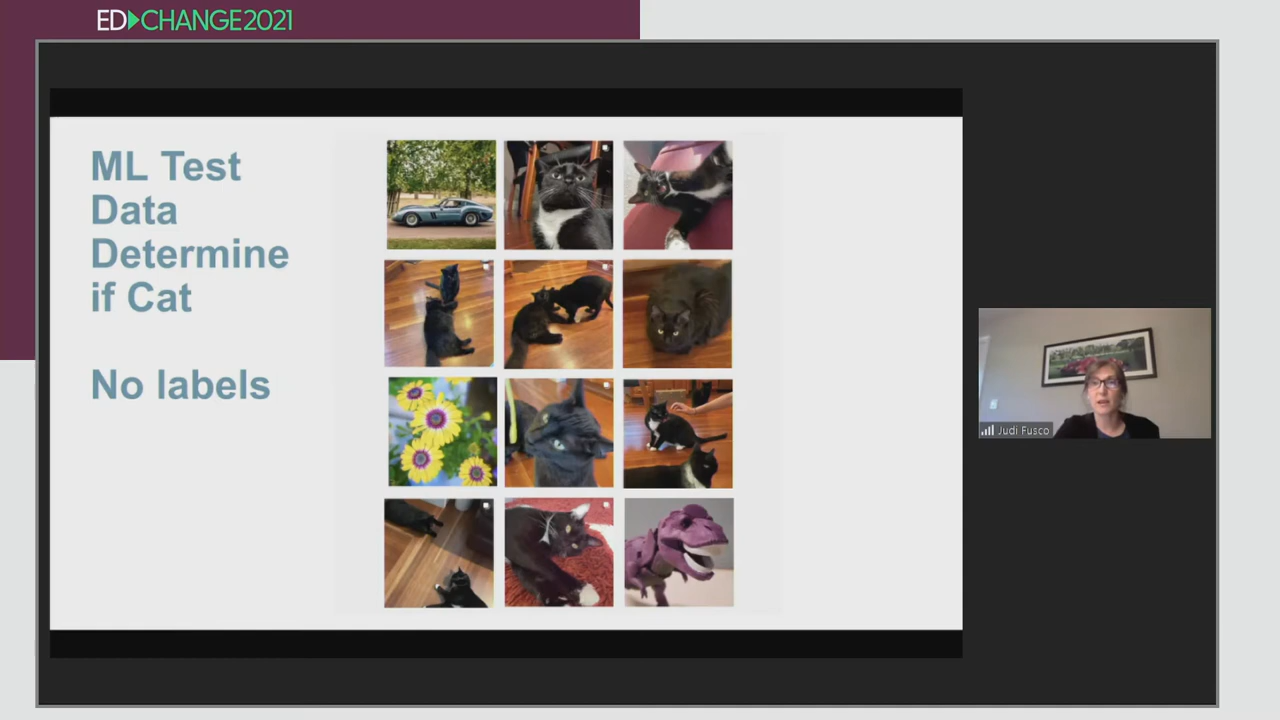 ED CHANGE2021
ML Test
Data
Determine
if Cat
No labels
Judi Fusco